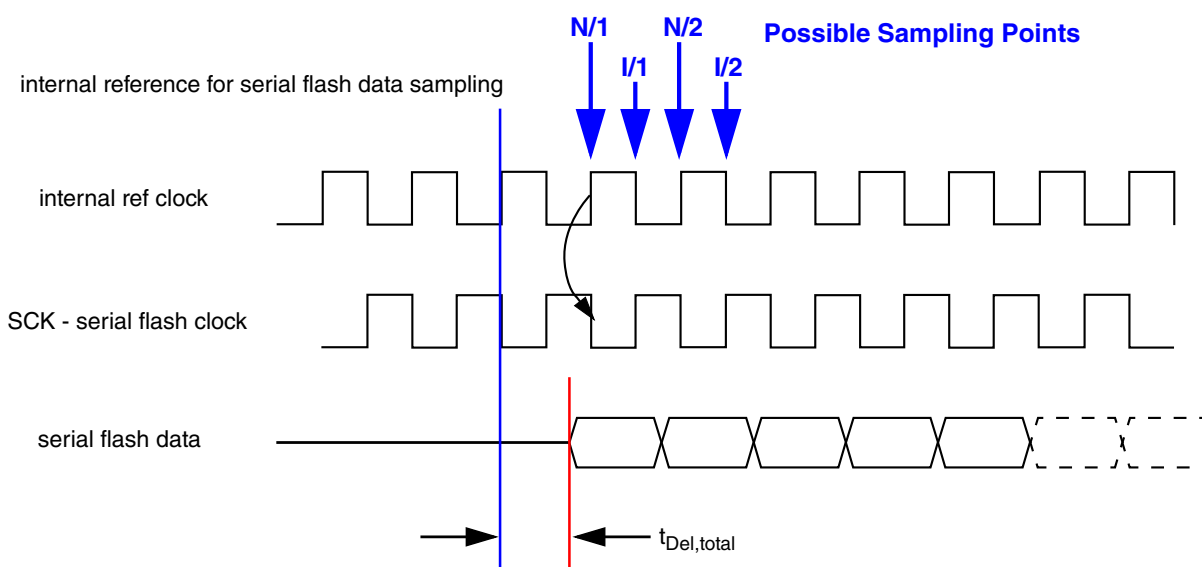 N/1
N/2
Possible Sampling Points
I/1
I/2
internal reference for serial flash data sampling
internal ref clock
SCK - serial flash clock
serial flash data
tDel,total